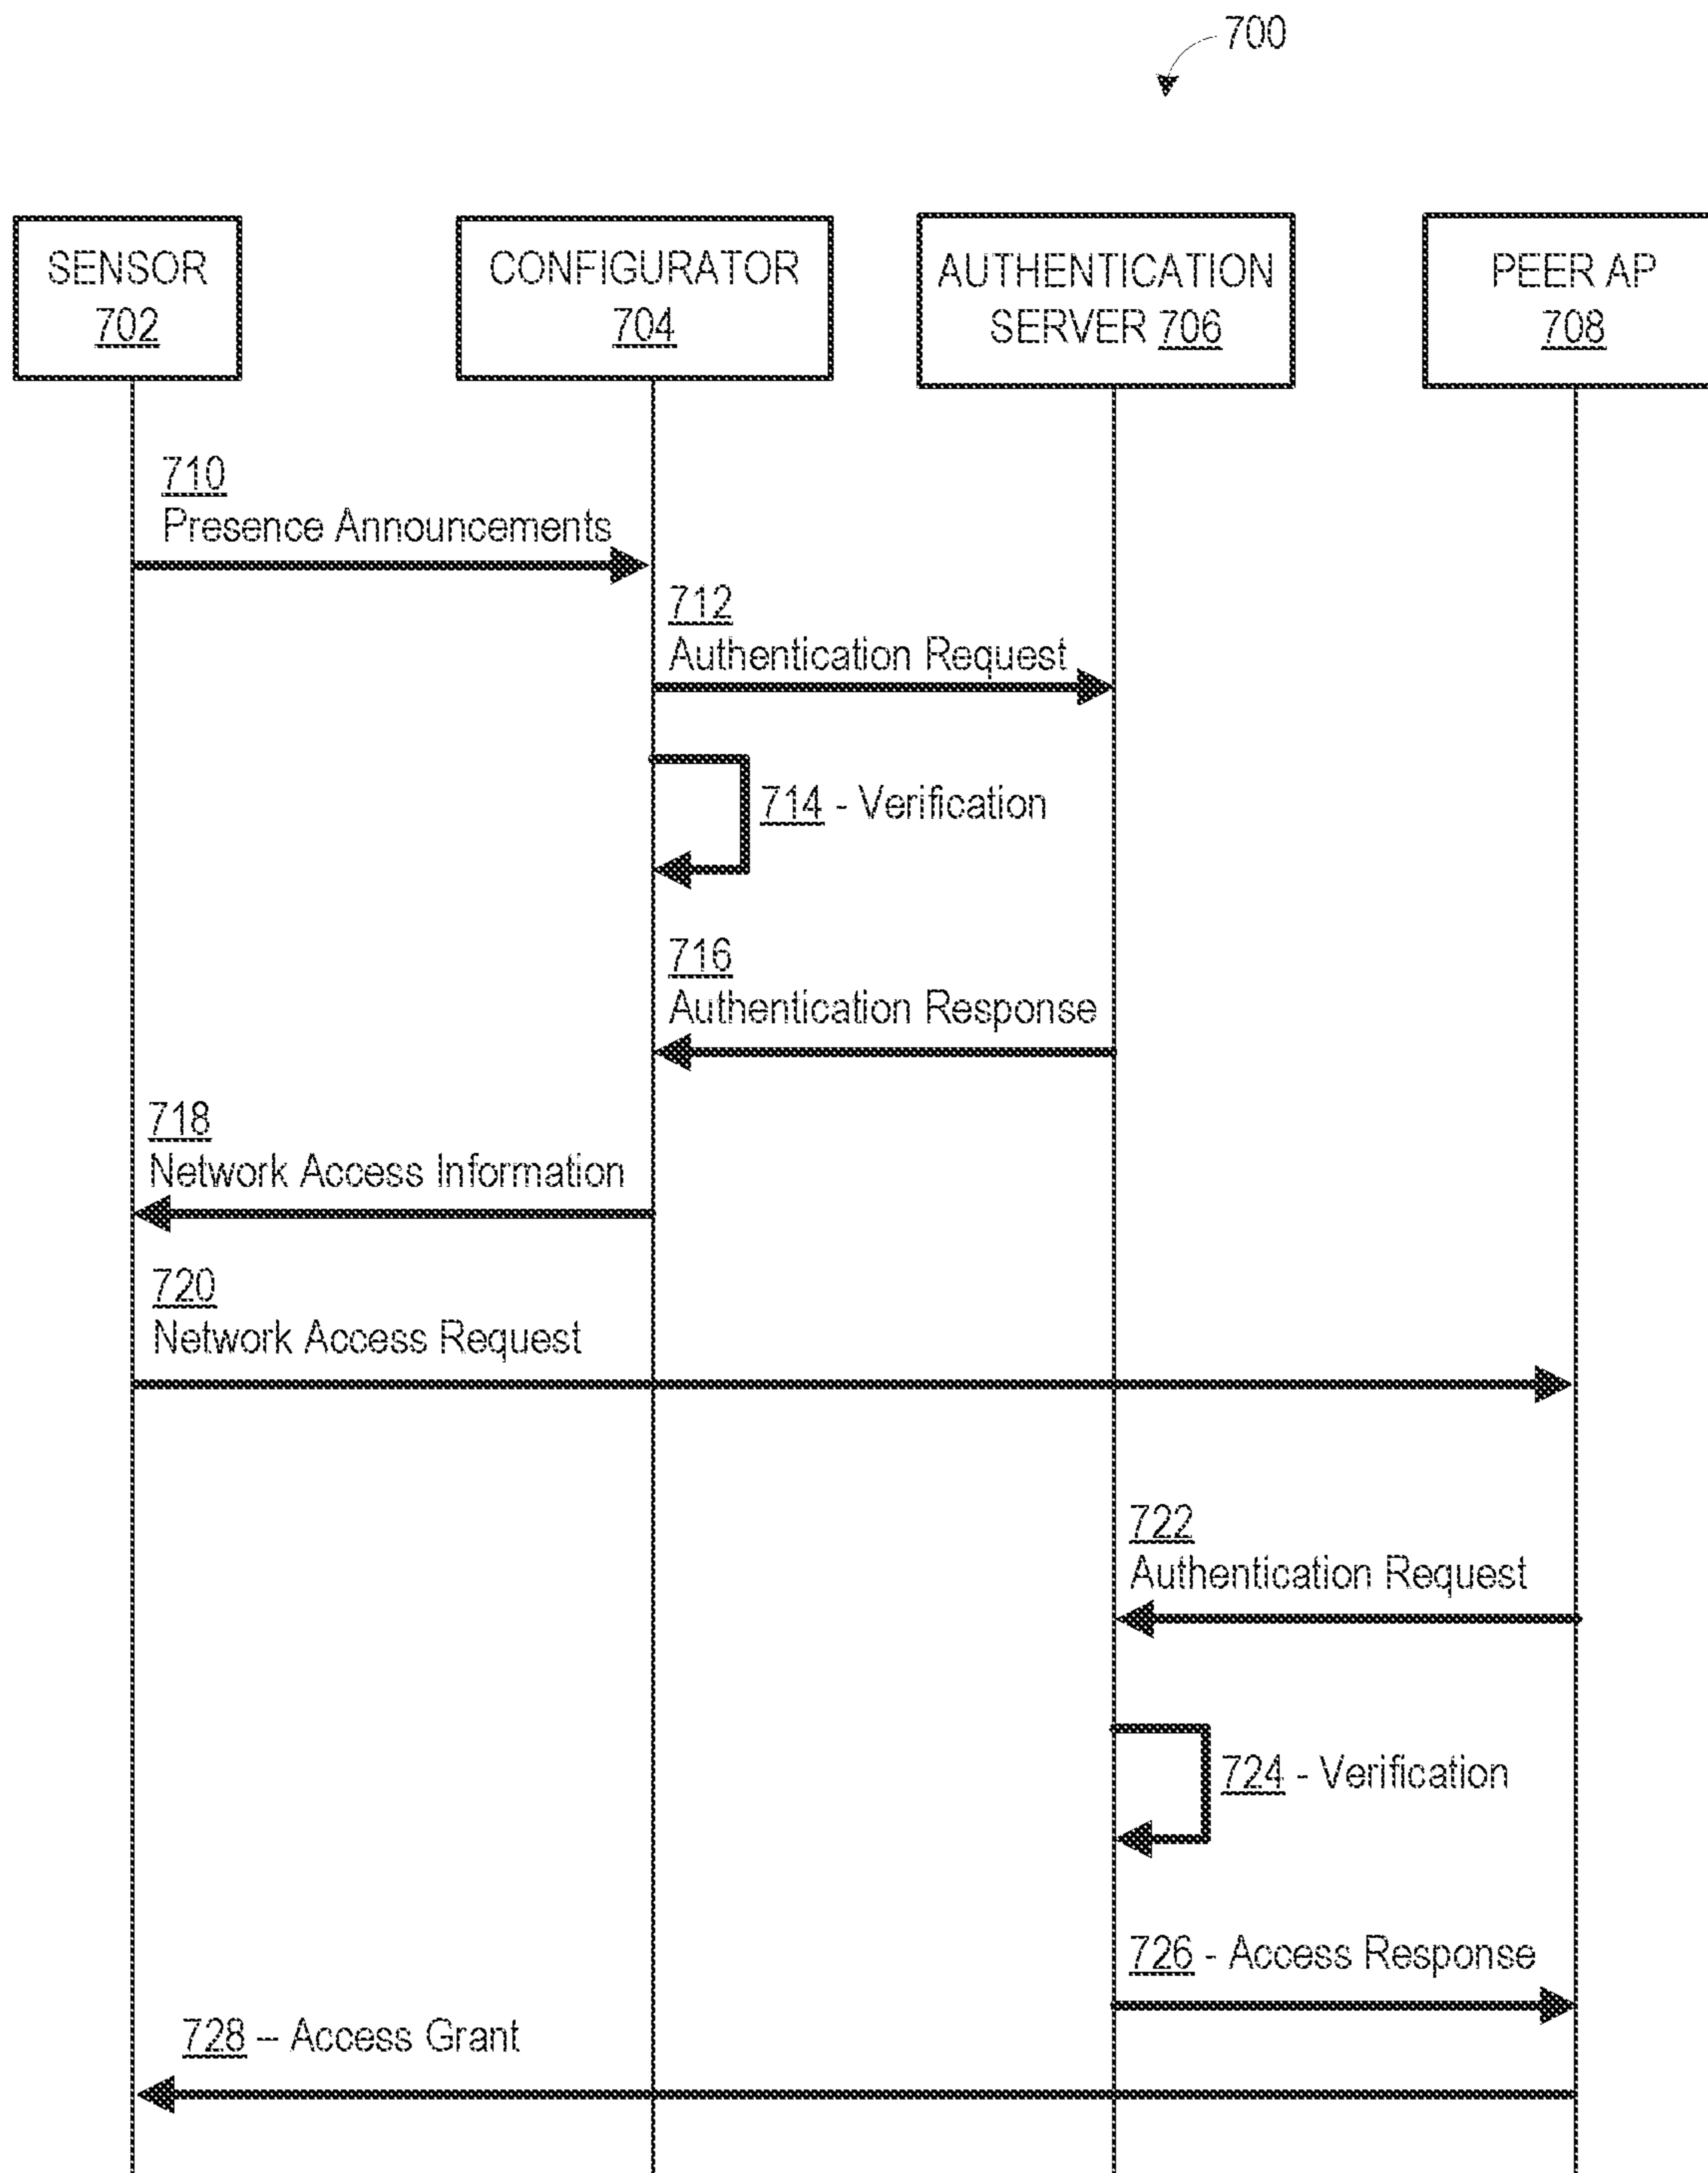 700
SENSOR
702
CONFIGURATOR
704
AUTHENTICATION
SERVER 706
PEER AP
708
710
Presence Announcements
712
Authentication Request
714 - Verification
716
Authentication Response
718
Network Access Information
720
Network Access Request
722
Authentication Request
724 - Verification
726 - Access Response
728 – Access Grant